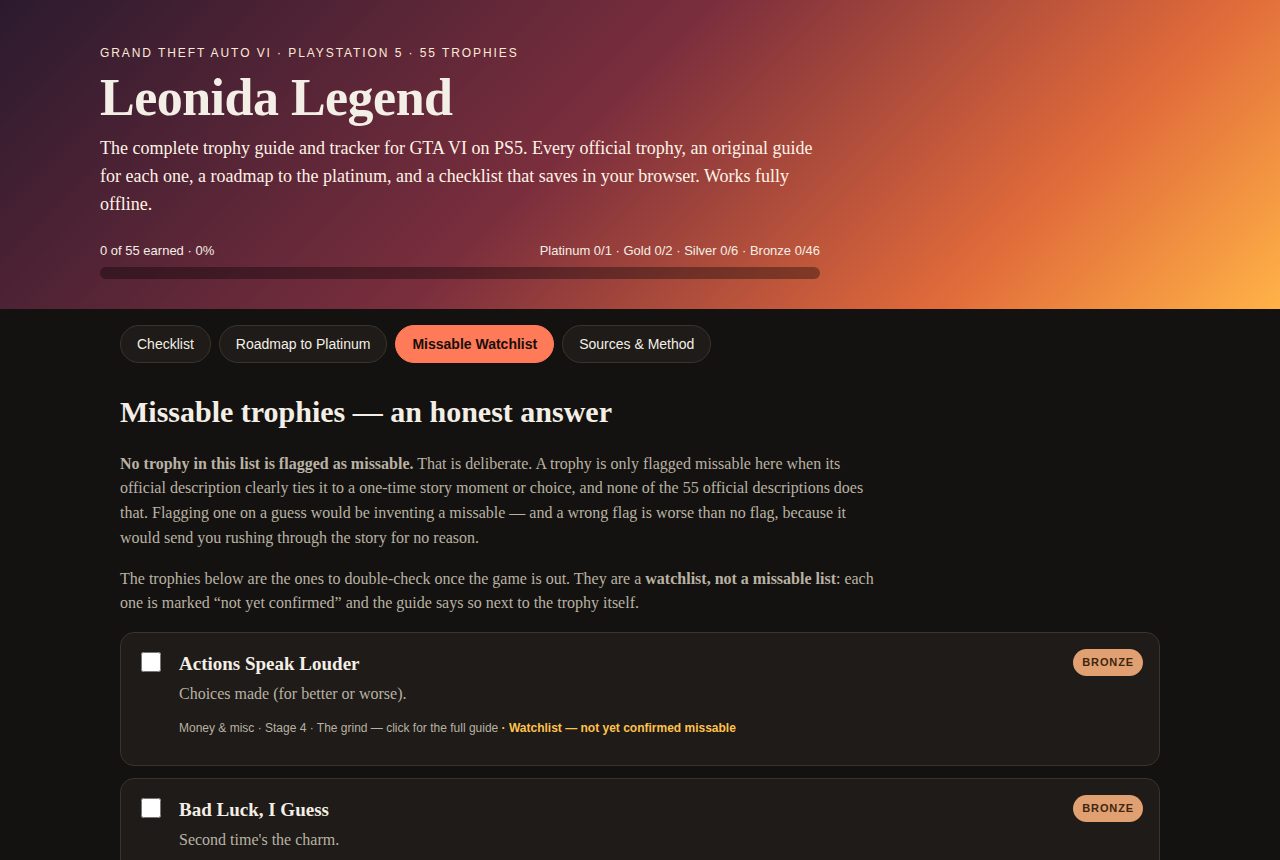 GRAND THEFT AUTO VI · PLAYSTATION 5 · 55 TROPHIES
Leonida Legend
The complete trophy guide and tracker for GTA VI on PS5. Every official trophy, an original guide
for each one, a roadmap to the platinum, and a checklist that saves in your browser. Works fully
offline.
0 of 55 earned · 0%
Platinum 0/1 · Gold 0/2 · Silver 0/6 · Bronze 0/46
Checklist
Roadmap to Platinum
Missable Watchlist
Sources & Method
Missable trophies — an honest answer
No trophy in this list is flagged as missable. That is deliberate. A trophy is only flagged missable here when its
official description clearly ties it to a one-time story moment or choice, and none of the 55 official descriptions does
that. Flagging one on a guess would be inventing a missable — and a wrong flag is worse than no flag, because it
would send you rushing through the story for no reason.
The trophies below are the ones to double-check once the game is out. They are a watchlist, not a missable list: each
one is marked “not yet confirmed” and the guide says so next to the trophy itself.
Actions Speak Louder
BRONZE
Choices made (for better or worse).
Money & misc · Stage 4 · The grind — click for the full guide · Watchlist — not yet confirmed missable
Bad Luck, I Guess
BRONZE
Second time's the charm.